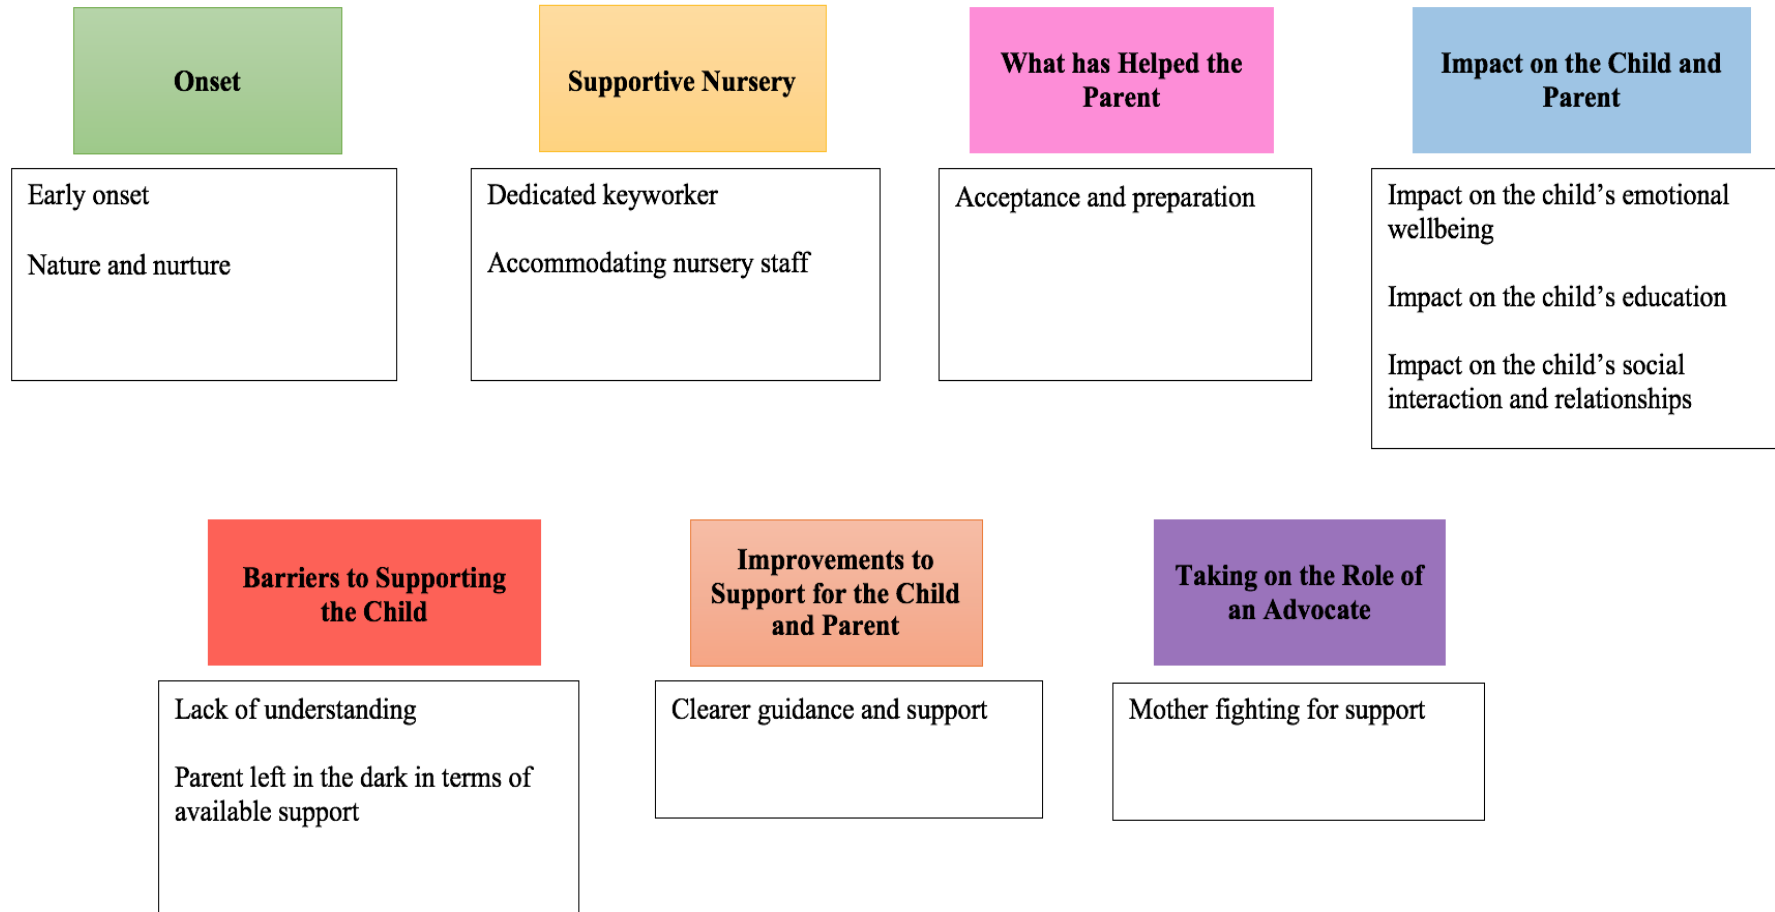 Onset
Early onset
Nature and nurture
Supportive Nursery
Dedicated keyworker
Accommodating nursery staff
What has Helped the
Parent
Acceptance and preparation
Impact on the Child and
Parent
Impact on the child’s emotional
wellbeing
Impact on the child’s education
Impact on the child’s social
interaction and relationships
Barriers to Supporting
the Child
Lack of understanding
Parent left in the dark in terms of
available support
Improvements to
Support for the Child
and Parent
Clearer guidance and support
Taking on the Role of
an Advocate
Mother fighting for support